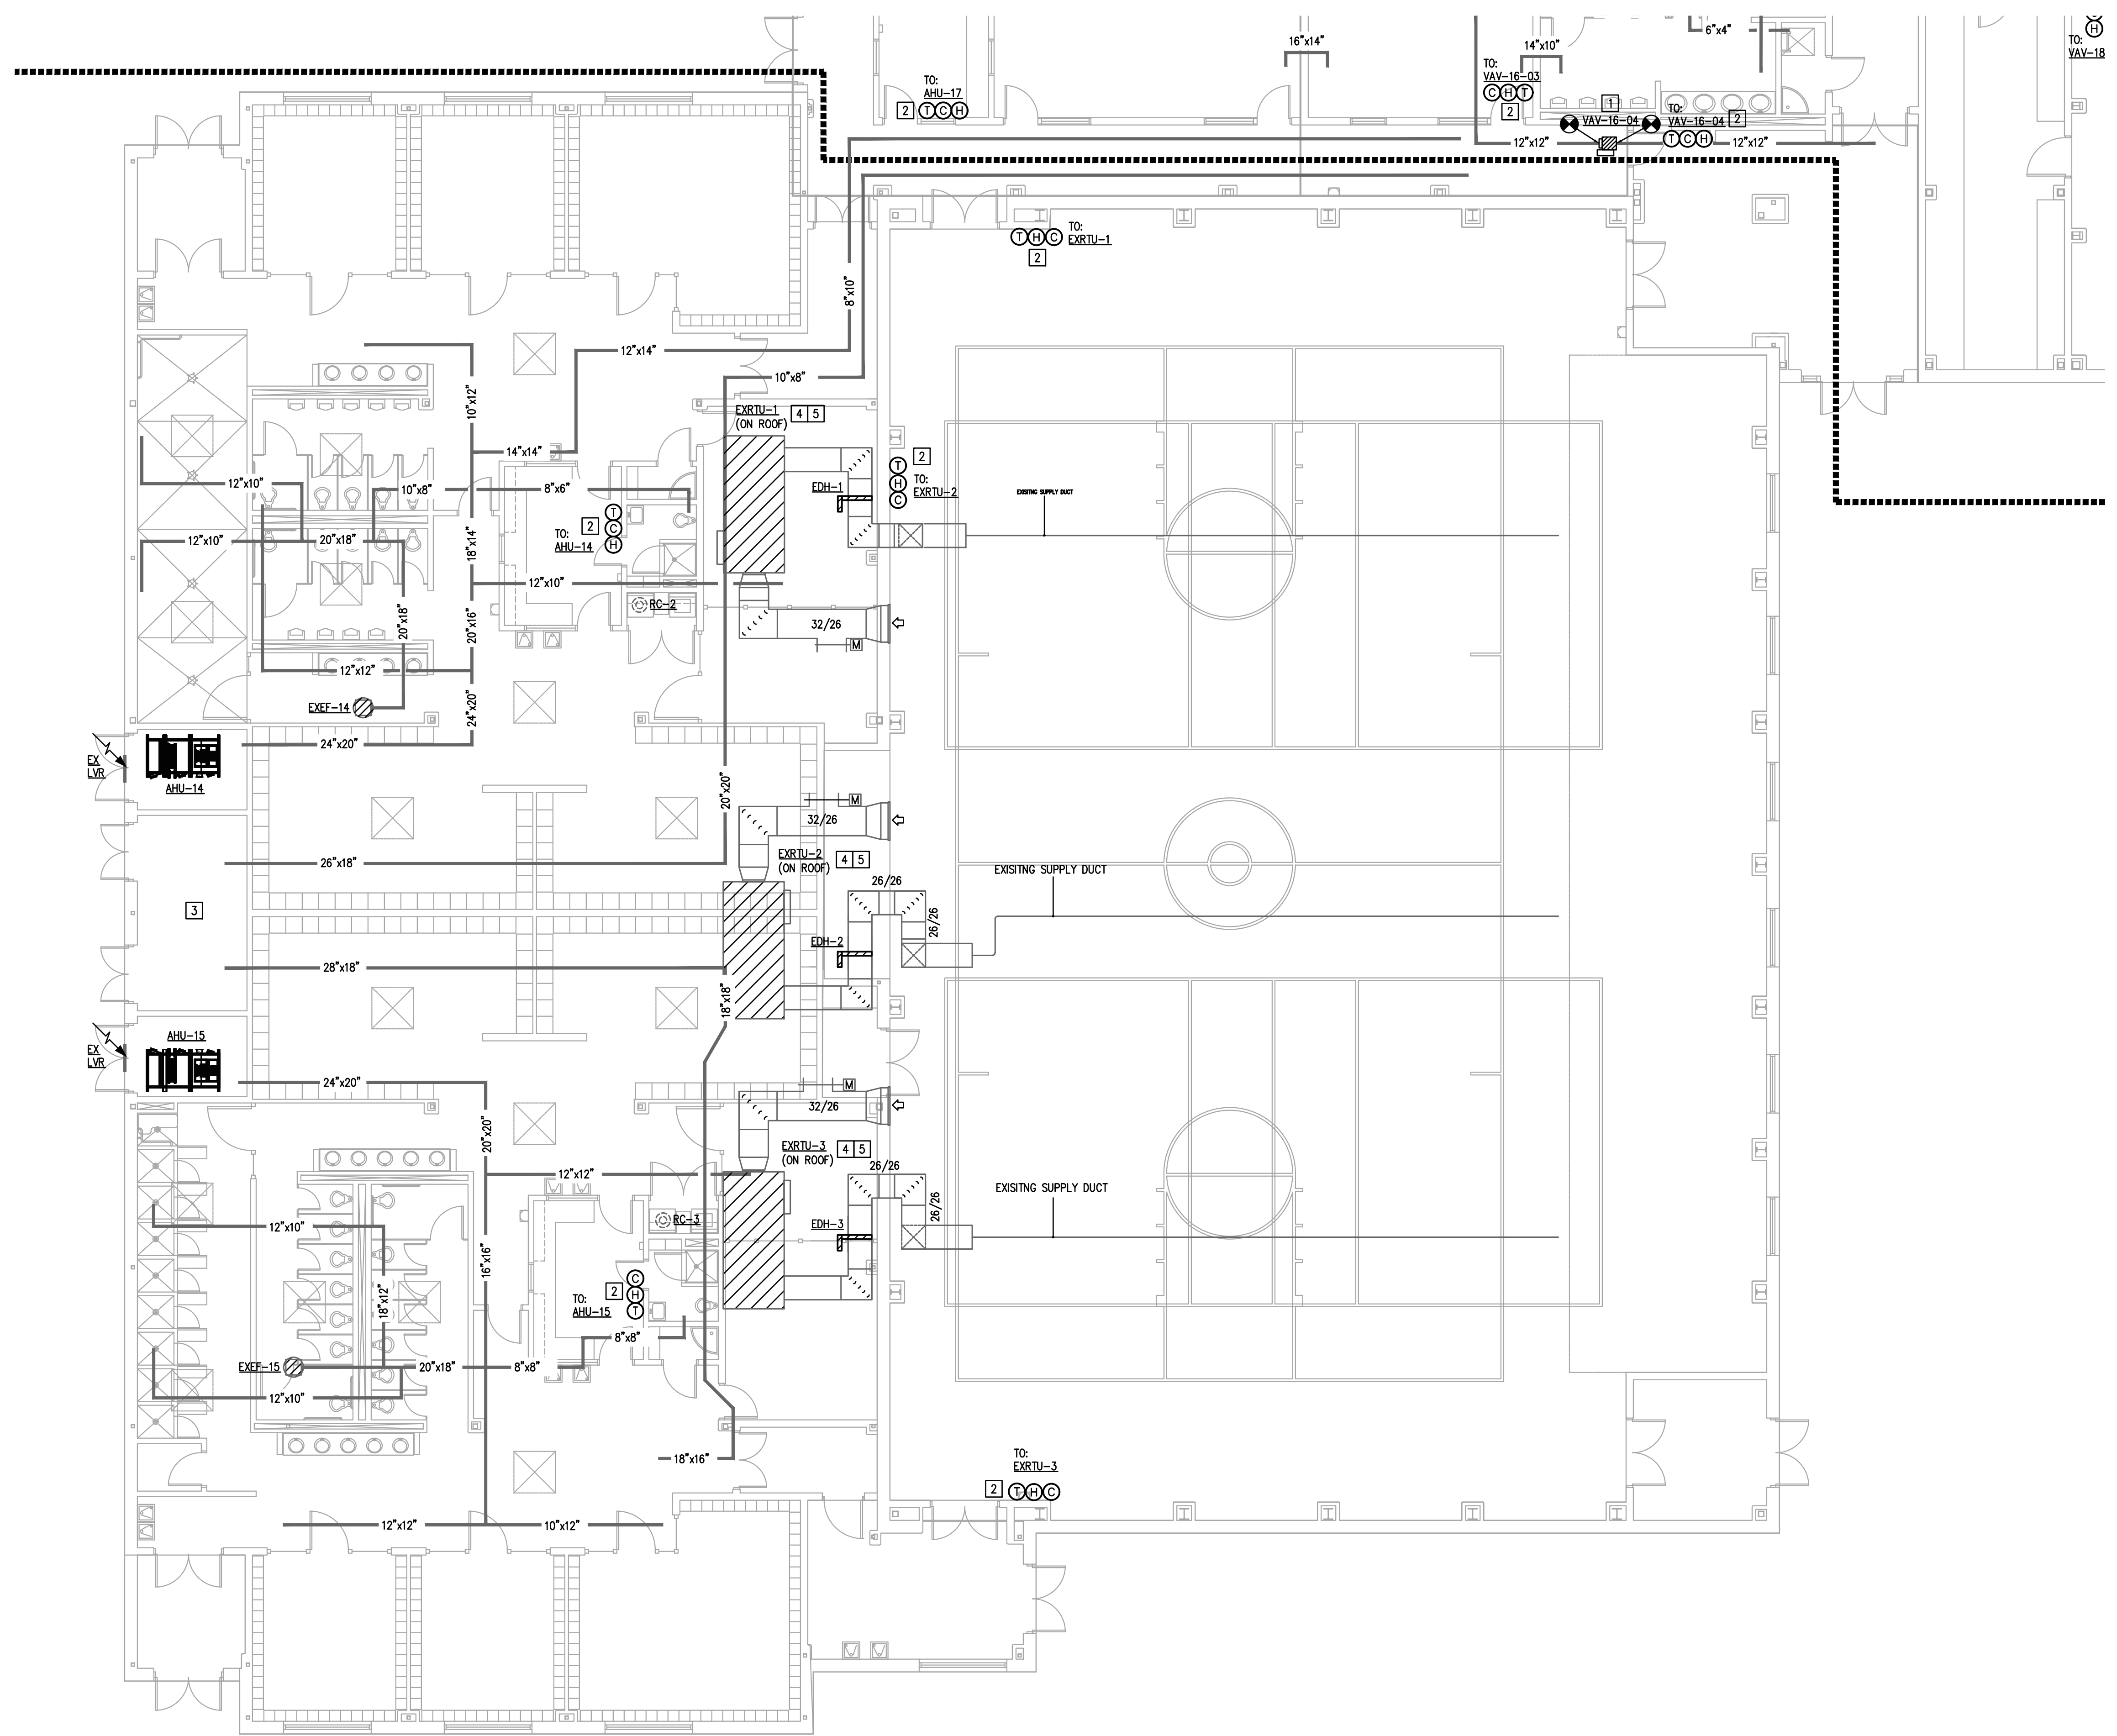 16"x14"
6"x4"
14"x10"
H
TO:
VAV-18
TO:
VAV-16-03
C H T
2
TO:
AHU-17
2 T C H
1
VAV-16-04
TO:
VAV-16-04
2
T C H
12"x12"
12"x12"
T H C
TO:
EXRTU-1
2
8"x10"
12"x14"
10"x8"
10"x12"
EXRTU-1
(ON ROOF)
4 5
14"x14"
2
T
H
C
TO:
EXRTU-2
12"x10"
10"x8"
8"x6"
EDH-1
EXISITNG SUPPLY DUCT
2
T
C
H
TO:
AHU-14
12"x10"
20"x18"
18"x14"
12"x10"
RC-2
20"x18"
20"x16"
32/26
M
12"x12"
EXEF-14
24"x20"
24"x20"
EX
LVR
AHU-14
20"x20"
M
32/26
26"x18"
EXRTU-2
(ON ROOF)
4 5
EXISITNG SUPPLY DUCT
26/26
26/26
3
EDH-2
28"x18"
18"x18"
AHU-15
EX
LVR
24"x20"
M
32/26
20"x20"
EXRTU-3
(ON ROOF)
4 5
12"x12"
26/26
26/26
EXISITNG SUPPLY DUCT
12"x10"
RC-3
EDH-3
16"x16"
18"x12"
2
C
H
T
TO:
AHU-15
8"x8"
EXEF-15
20"x18"
8"x8"
12"x10"
18"x16"
TO:
EXRTU-3
2 T H C
12"x12"
10"x12"